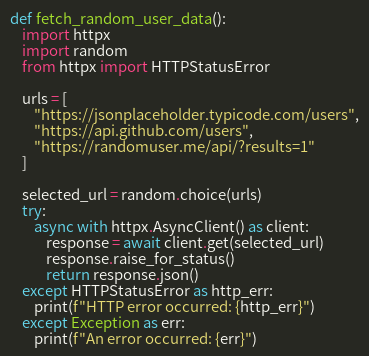 def fetch_random_user_data():
    import httpx
    import random
    from httpx import HTTPStatusError

    urls = [
        "https://jsonplaceholder.typicode.com/users",
        "https://api.github.com/users",
        "https://randomuser.me/api/?results=1"
    ]

    selected_url = random.choice(urls)
    try:
        async with httpx.AsyncClient() as client:
            response = await client.get(selected_url)
            response.raise_for_status()
            return response.json()
    except HTTPStatusError as http_err:
        print(f"HTTP error occurred: {http_err}")
    except Exception as err:
        print(f"An error occurred: {err}")